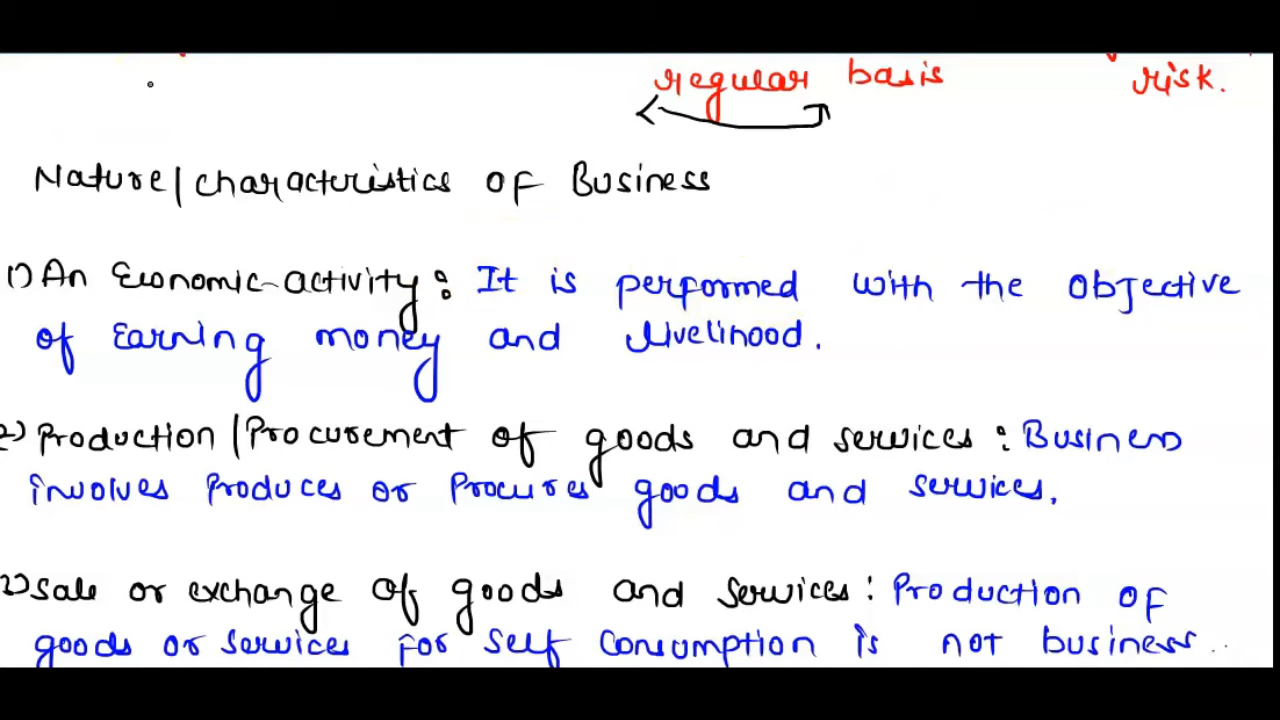 regular basis risk.
Nature/characteristics of Business
1) An Economic activity: It is performed with the objective
of Earning money and livelihood.
2) Production/Procurement of goods and services: Business
involves produces or procures goods and services.
sale or exchange of goods and services: Production of
goods or services for self consumption is not business..